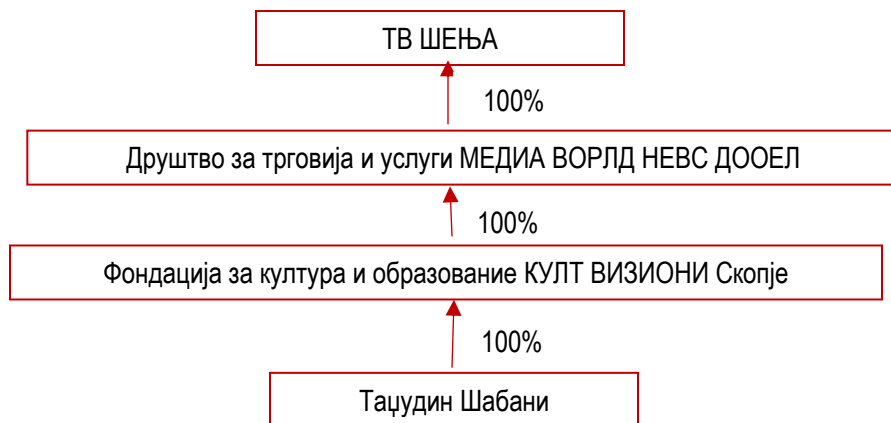 ТВ ШЕЊА
100%
Друштво за трговија и услуги МЕДИА ВОРЛД НЕВС ДООЕЛ
100%
Фондација за култура и образование КУЛТ ВИЗИОНИ Скопје
100%
Таџудин Шабани